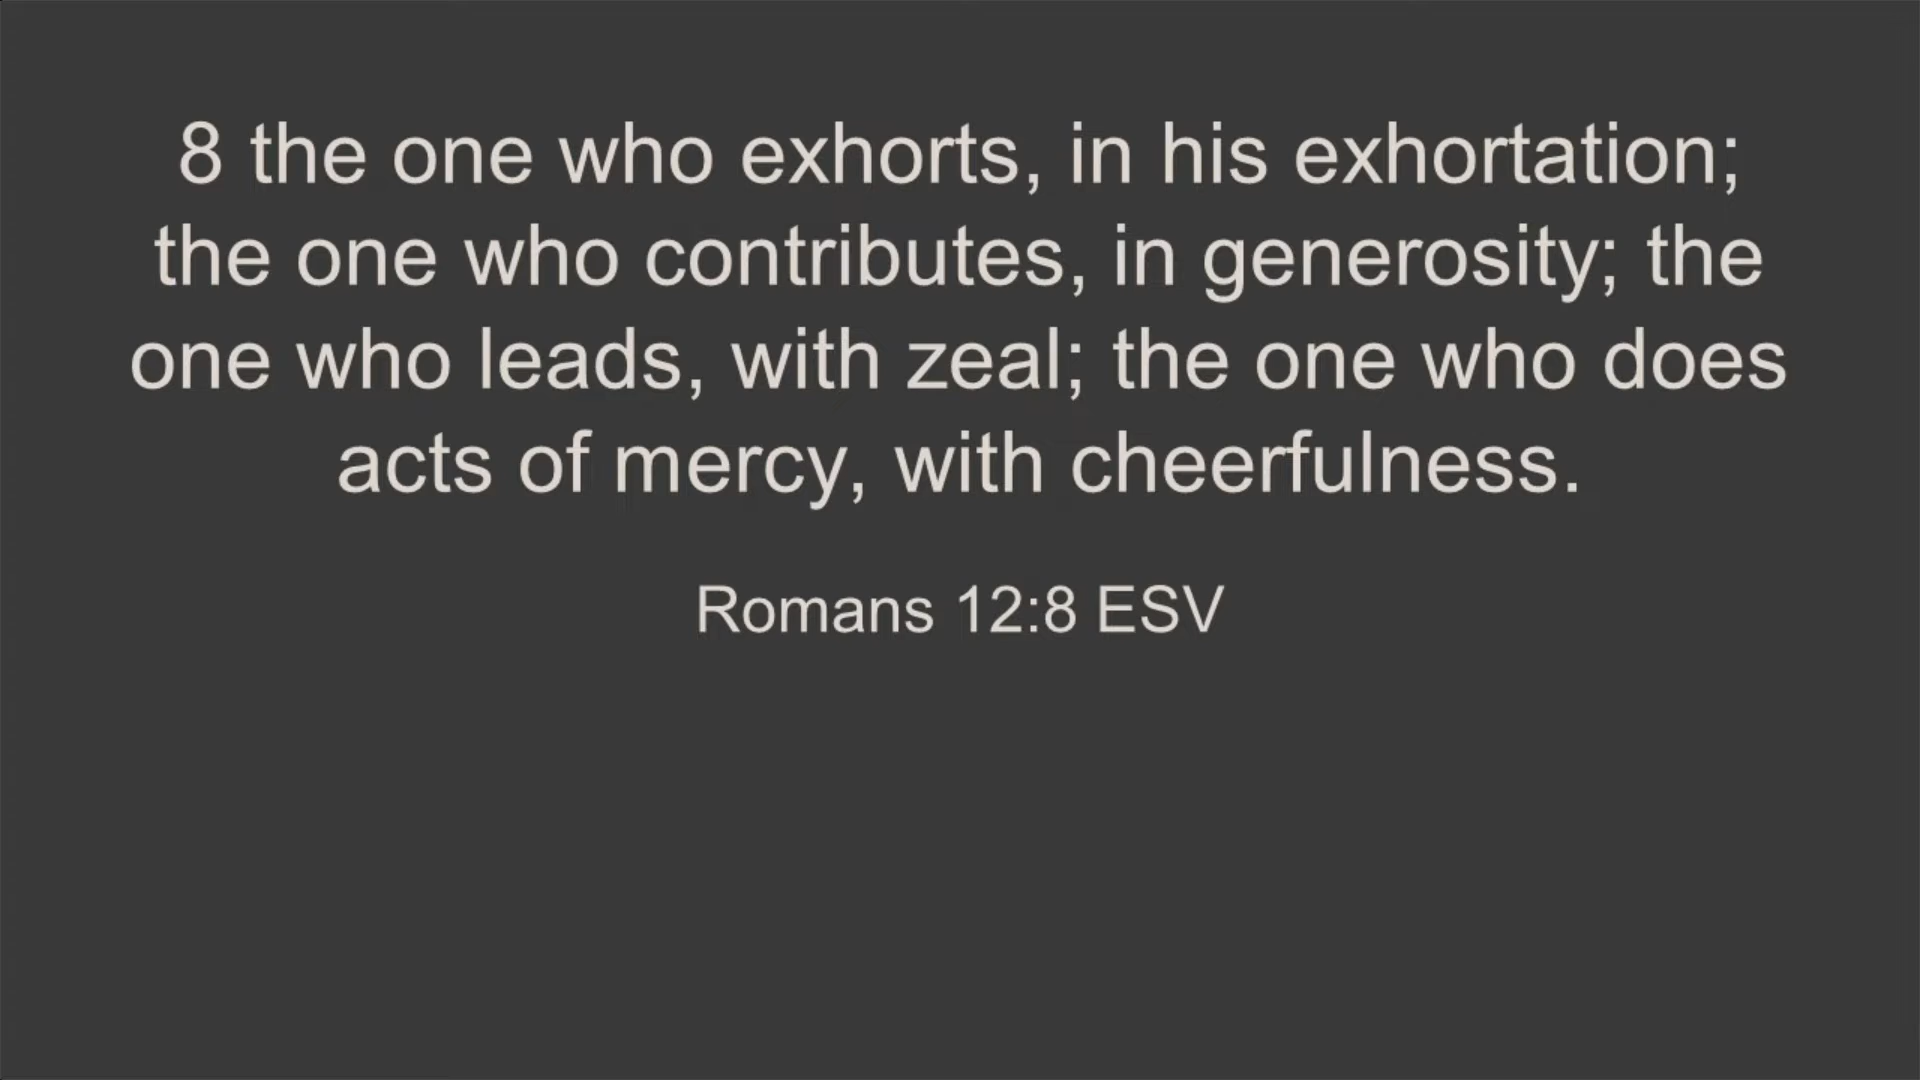 8 the one who exhorts, in his exhortation;
the one who contributes, in generosity; the
one who leads, with zeal; the one who does
acts of mercy, with cheerfulness.
Romans 12:8 ESV